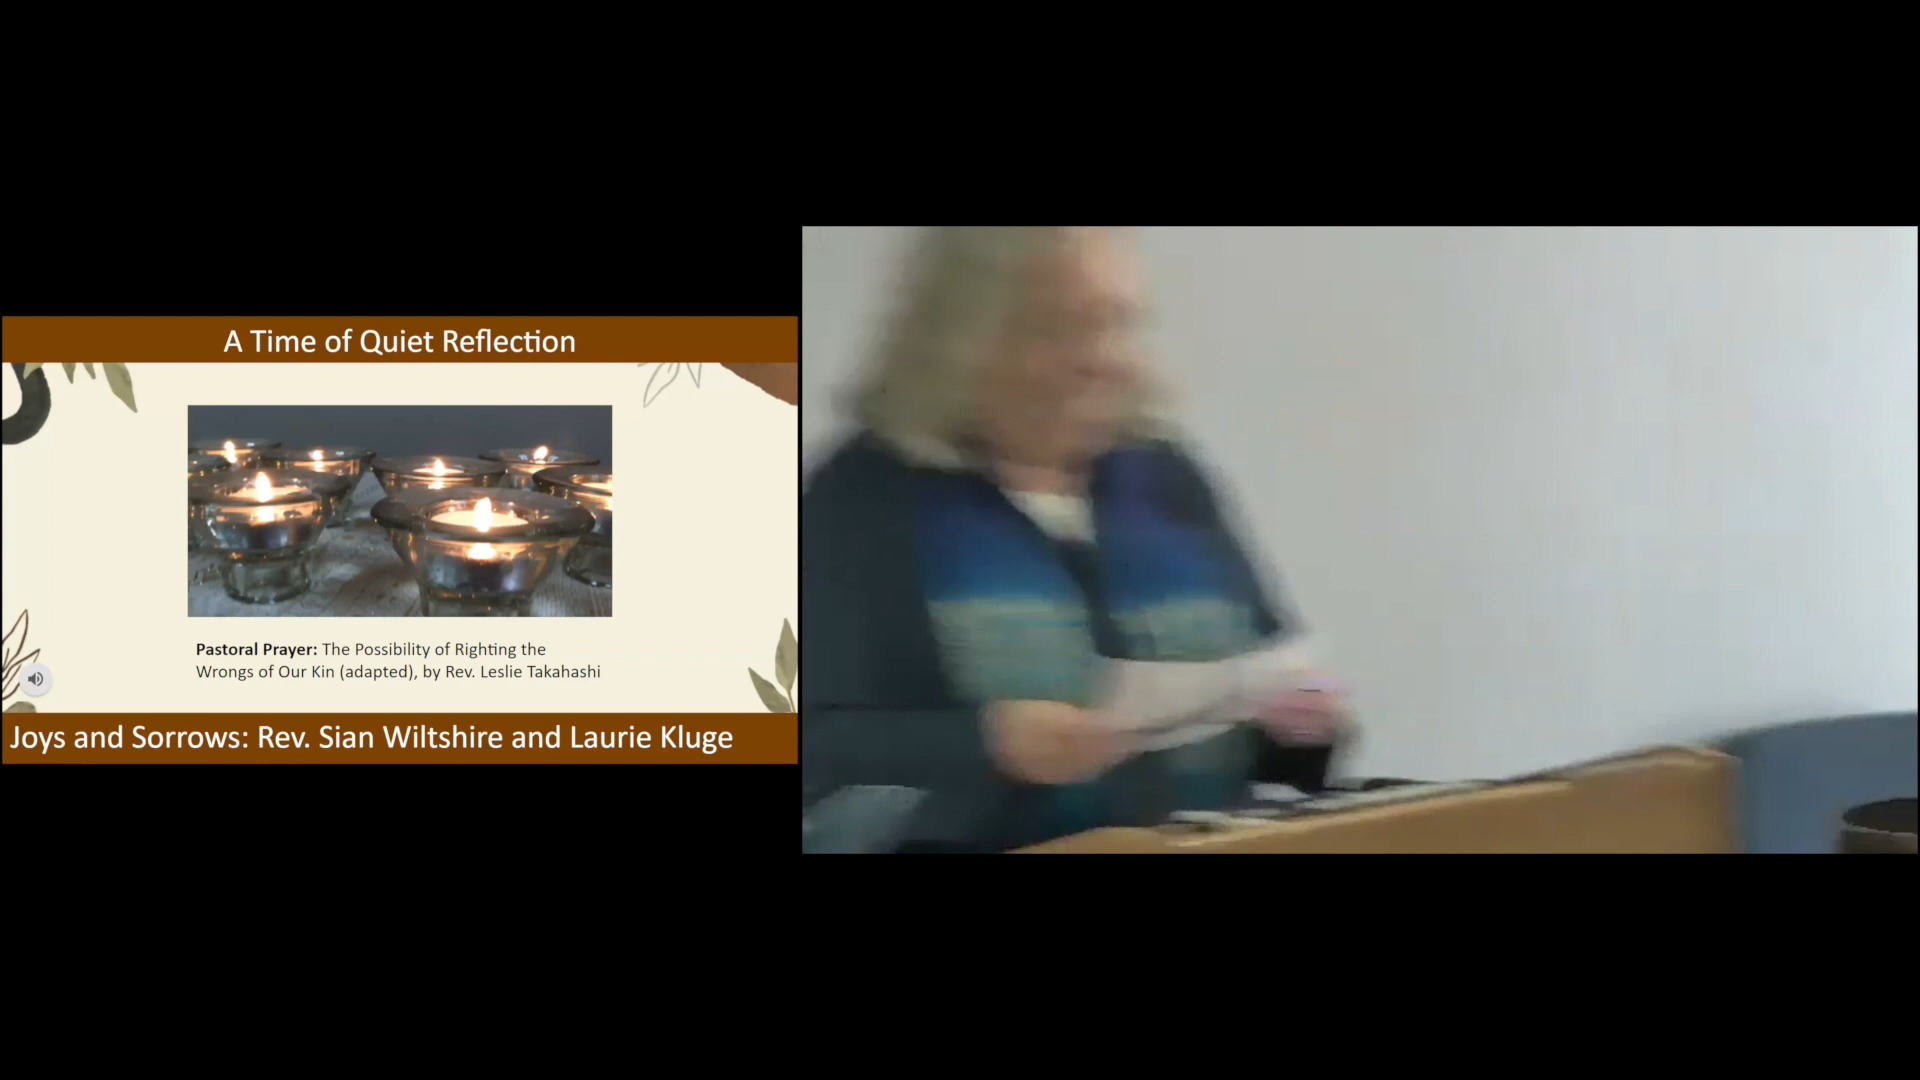 A Time of Quiet Reflection
Pastoral Prayer: The Possibility of Righting the
Wrongs of Our Kin (adapted), by Rev. Leslie Takahashi
Joys and Sorrows: Rev. Sian Wiltshire and Laurie Kluge